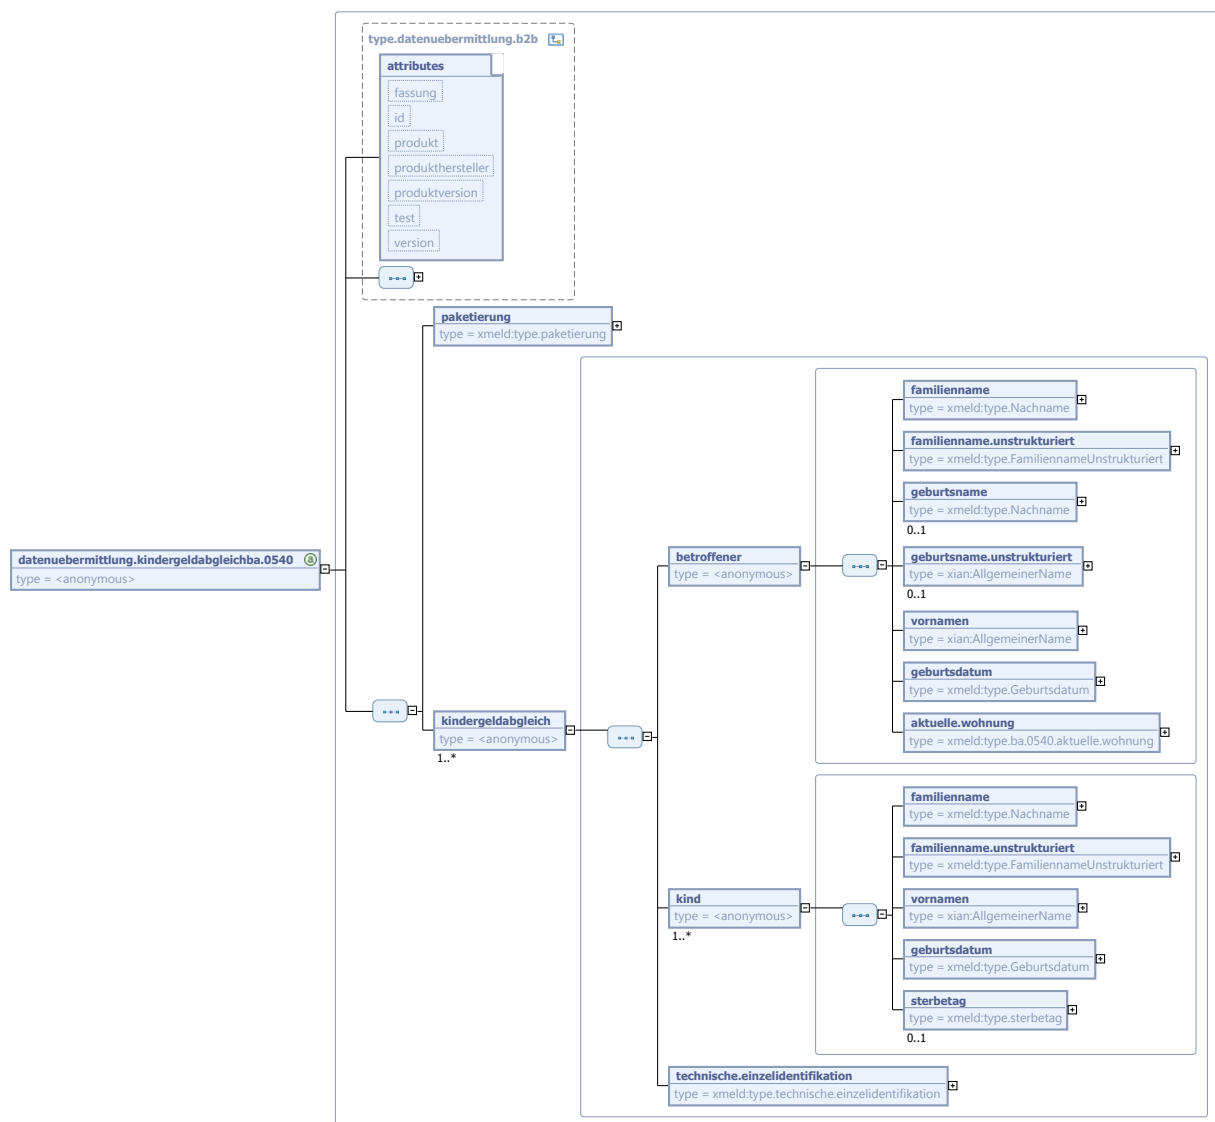 type.datenuebermittlung.b2b
attributes
fassung
id
produkt
produkthersteller
produktversion
test
version
paketierung
type = xmeld:type.paketierung
datenuebermittlung.kindergeldabgleichba.0540 a
type = <anonymous>
kindergeldabgleich
type = <anonymous>
1..*
betroffener
type = <anonymous>
familienname
type = xmeld:type.Nachname
familienname.unstrukturiert
type = xmeld:type.FamiliennameUnstrukturiert
geburtsname
type = xmeld:type.Nachname
0..1
geburtsname.unstrukturiert
type = xian:AllgemeinerName
0..1
vornamen
type = xian:AllgemeinerName
geburtsdatum
type = xmeld:type.Geburtsdatum
aktuelle.wohnung
type = xmeld:type.ba.0540.aktuelle.wohnung
kind
type = <anonymous>
1..*
familienname
type = xmeld:type.Nachname
familienname.unstrukturiert
type = xmeld:type.FamiliennameUnstrukturiert
vornamen
type = xian:AllgemeinerName
geburtsdatum
type = xmeld:type.Geburtsdatum
sterbetag
type = xmeld:type.sterbetag
0..1
technische.einzelidentifikation
type = xmeld:type.technische.einzelidentifikation